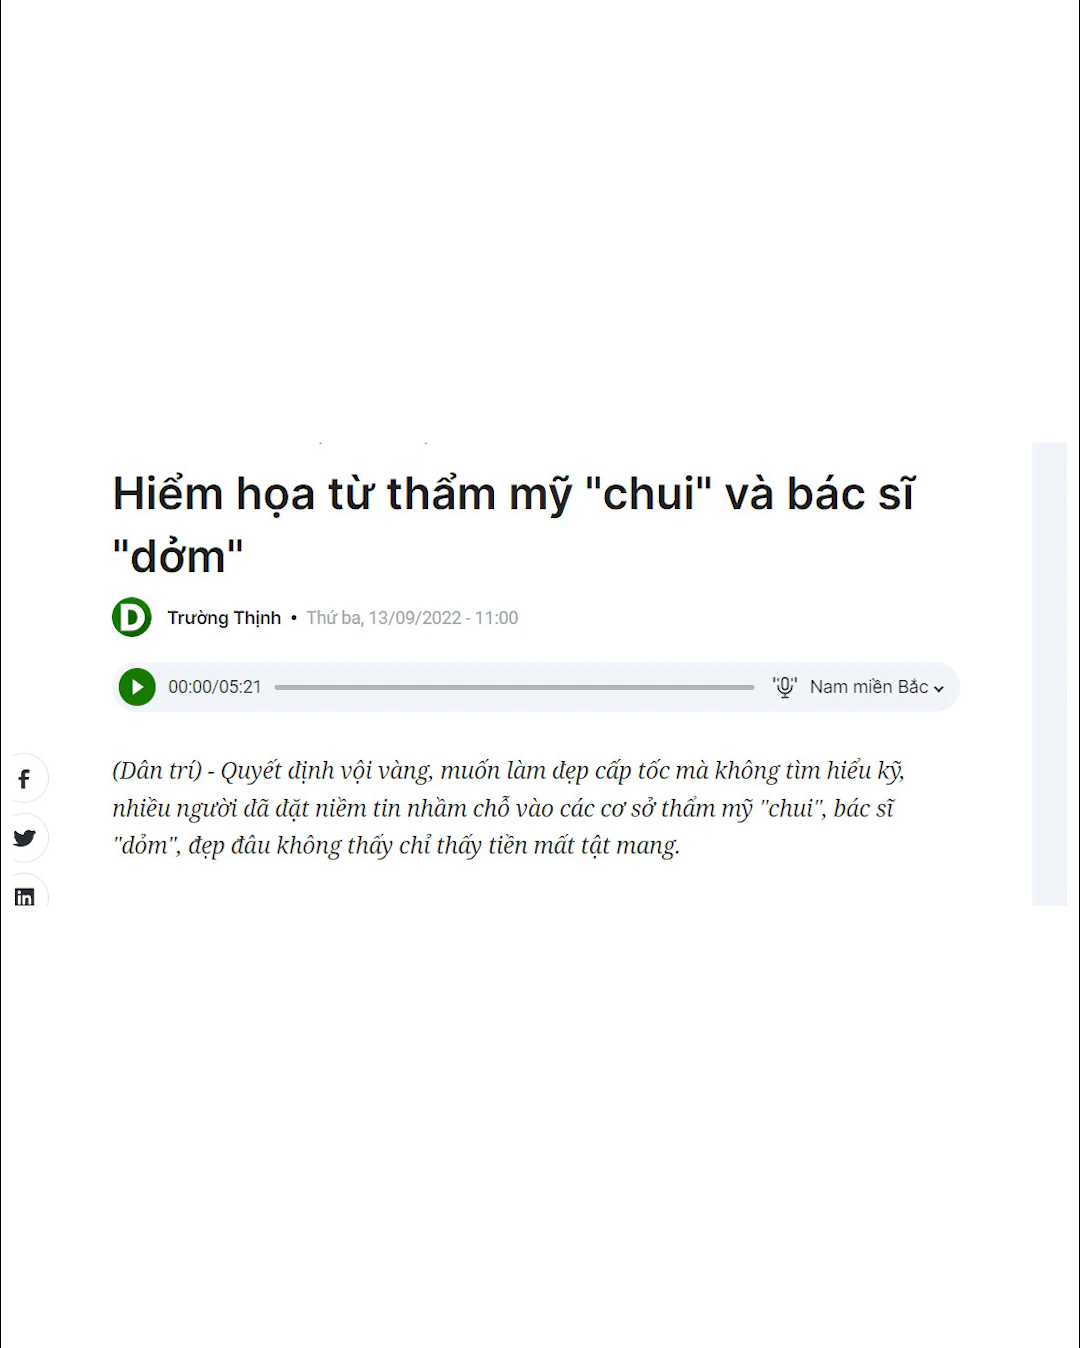 Hiểm họa từ thẩm mỹ "chui" và bác sĩ
"dởm"
D Trường Thịnh • Thứ ba, 13/09/2022 - 11:00
00:00/05:21 Nam miền Bắc
(Dân trí) - Quyết định vội vàng, muốn làm đẹp cấp tốc mà không tìm hiểu kỹ,
nhiều người đã đặt niềm tin nhầm chỗ vào các cơ sở thẩm mỹ "chui", bác sĩ
"dỏm", đẹp đâu không thấy chỉ thấy tiền mất tật mang.
f
in